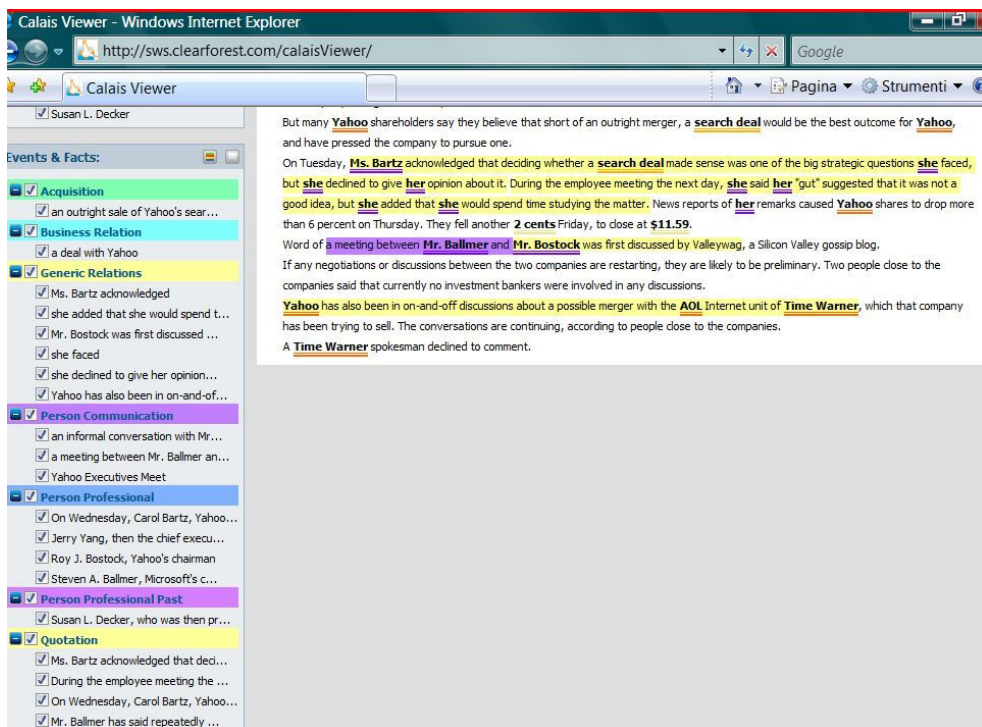 Calais Viewer - Windows Internet Explorer
http://sws.clearforest.com/calaisViewer/
Google
Calais Viewer
Pagina
Strumenti
Susan L. Decker
Events & Facts:
Acquisition
an outright sale of Yahoo's sear...
Business Relation
a deal with Yahoo
Generic Relations
Ms. Bartz acknowledged
she added that she would spend t...
Mr. Bostock was first discussed ...
she faced
she declined to give her opinion...
Yahoo has also been in on-and-of...
Person Communication
an informal conversation with Mr...
a meeting between Mr. Ballmer an...
Yahoo Executives Meet
Person Professional
On Wednesday, Carol Bartz, Yahoo...
Jerry Yang, then the chief execu...
Roy J. Bostock, Yahoo's chairman
Steven A. Ballmer, Microsoft's c...
Person Professional Past
Susan L. Decker, who was then pr...
Quotation
Ms. Bartz acknowledged that deci...
During the employee meeting the ...
On Wednesday, Carol Bartz, Yahoo...
Mr. Ballmer has said repeatedly ...
But many Yahoo shareholders say they believe that short of an outright merger, a search deal would be the best outcome for Yahoo,
and have pressed the company to pursue one.
On Tuesday, Ms. Bartz acknowledged that deciding whether a search deal made sense was one of the big strategic questions she faced,
but she declined to give her opinion about it. During the employee meeting the next day, she said her "gut" suggested that it was not a
good idea, but she added that she would spend time studying the matter. News reports of her remarks caused Yahoo shares to drop more
than 6 percent on Thursday. They fell another 2 cents Friday, to close at $11.59.
Word of a meeting between Mr. Ballmer and Mr. Bostock was first discussed by Valleywag, a Silicon Valley gossip blog.
If any negotiations or discussions between the two companies are restarting, they are likely to be preliminary. Two people close to the
companies said that currently no investment bankers were involved in any discussions.
Yahoo has also been in on-and-off discussions about a possible merger with the AOL Internet unit of Time Warner, which that company
has been trying to sell. The conversations are continuing, according to people close to the companies.
A Time Warner spokesman declined to comment.